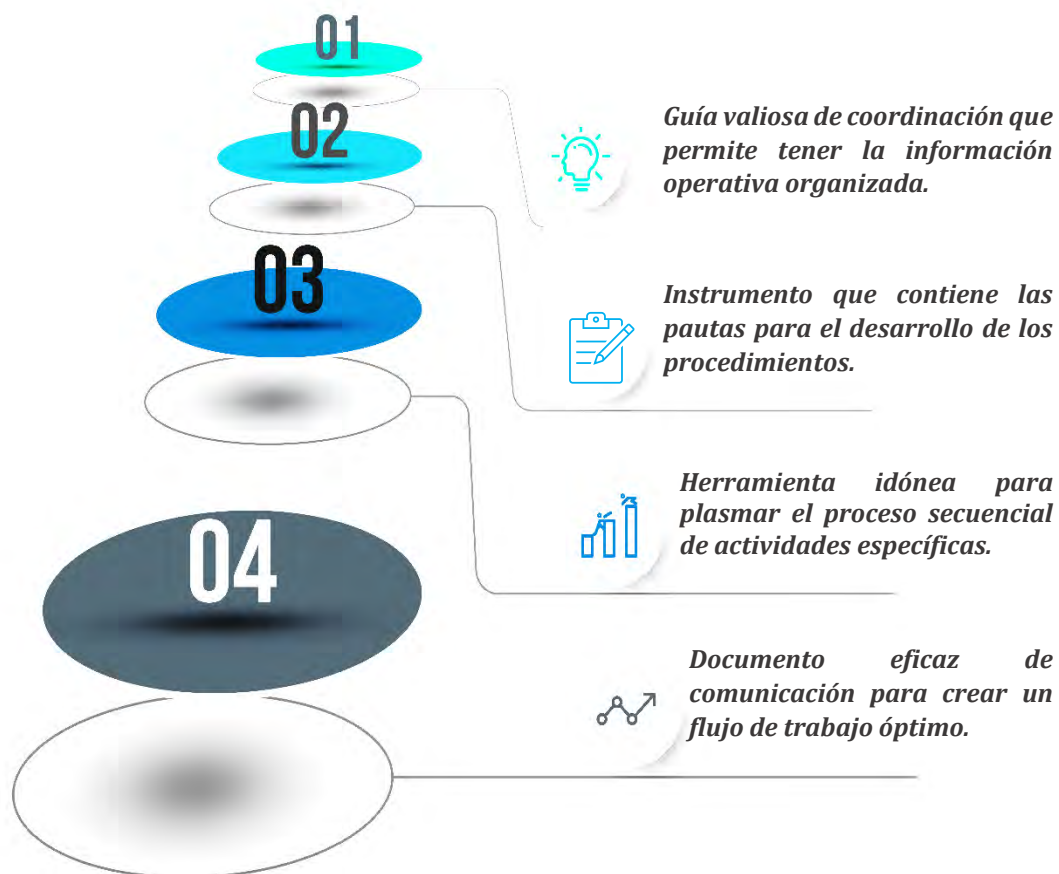 01
Guía valiosa de coordinación que
permite tener la información
operativa organizada.
02
Instrumento que contiene las
pautas para el desarrollo de los
procedimientos.
03
Herramienta idónea para
plasmar el proceso secuencial
de actividades específicas.
04
Documento eficaz de
comunicación para crear un
flujo de trabajo óptimo.